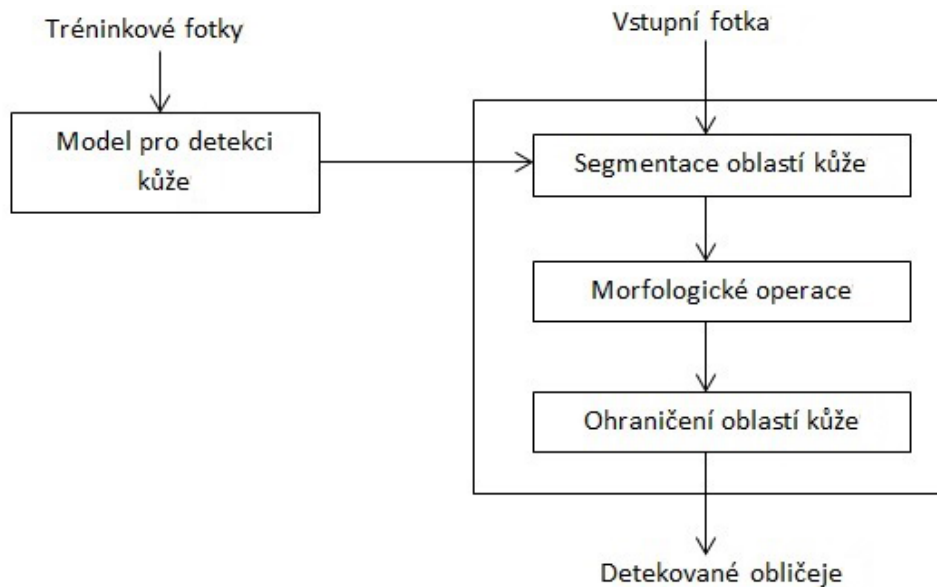 Tréninkové fotky
Model pro detekci
kůže
Vstupní fotka
Segmentace oblastí kůže
Morfologické operace
Ohraničení oblastí kůže
Detekované obličeje